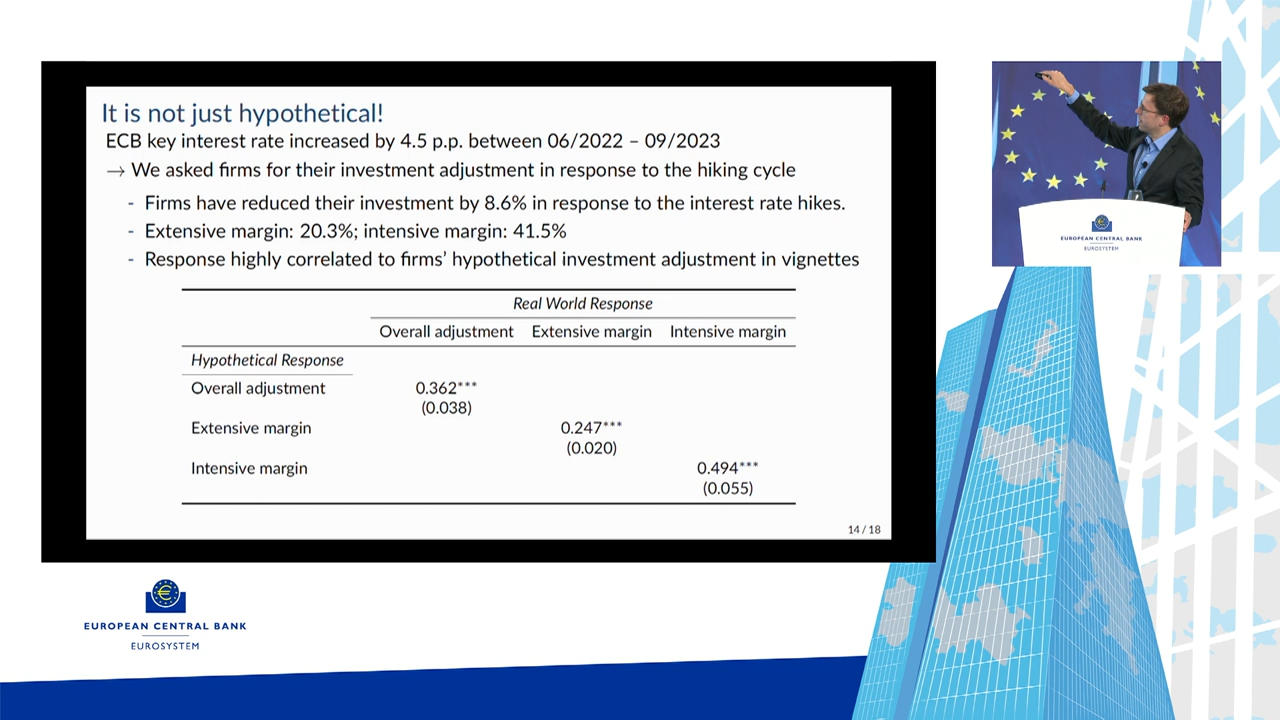 It is not just hypothetical!
ECB key interest rate increased by 4.5 p.p. between 06/2022 – 09/2023
→ We asked firms for their investment adjustment in response to the hiking cycle
- Firms have reduced their investment by 8.6% in response to the interest rate hikes.
- Extensive margin: 20.3%; intensive margin: 41.5%
- Response highly correlated to firms' hypothetical investment adjustment in vignettes
Real World Response
Overall adjustment Extensive margin Intensive margin
Hypothetical Response
Overall adjustment 0.362***
(0.038)
Extensive margin 0.247***
(0.020)
Intensive margin 0.494***
(0.055)
14 / 18
EUROPEAN CENTRAL BANK
EUROSYSTEM
EUROPEAN CENTRAL BANK
EUROSYSTEM